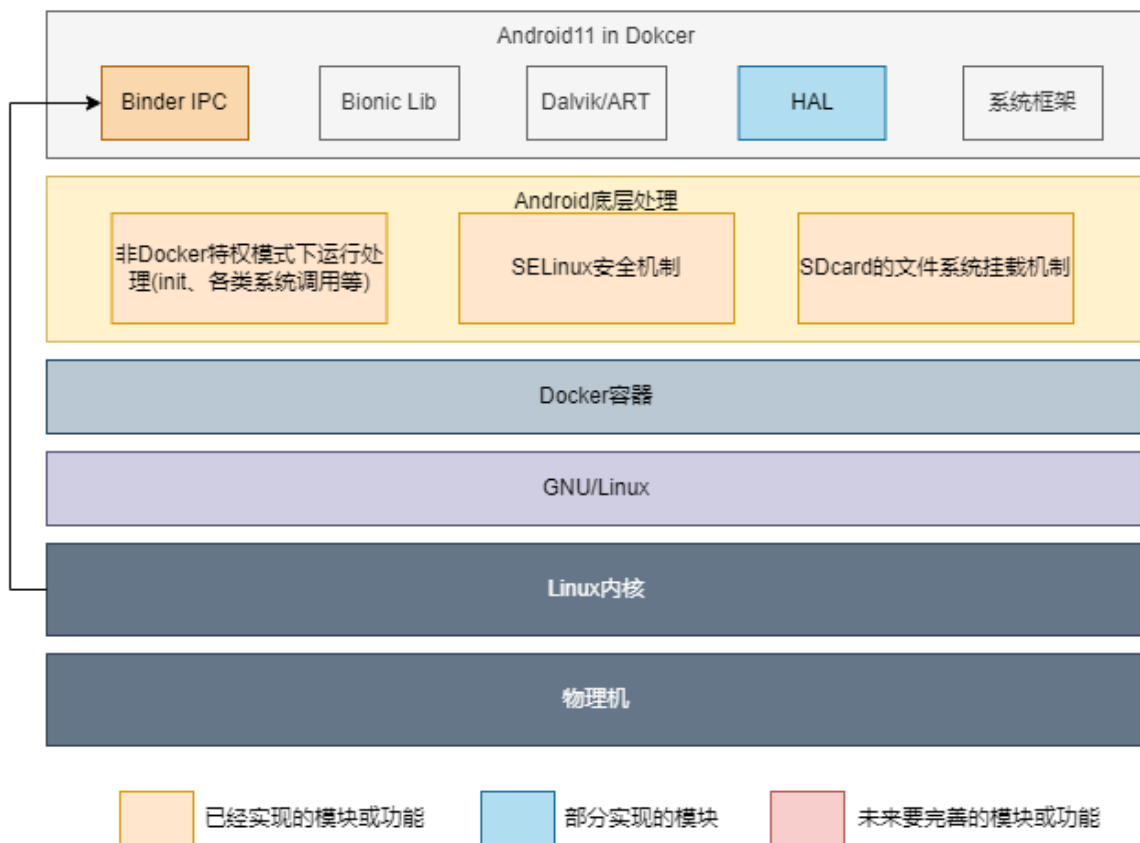 Android11 in Dokcer
Binder IPC
Bionic Lib
Dalvik/ART
HAL
系统框架
Android底层处理
非Docker特权模式下运行处
理(init、各类系统调用等)
SELinux安全机制
SDcard的文件系统挂载机制
Docker容器
GNU/Linux
Linux内核
物理机
已经实现的模块或功能
部分实现的模块
未来要完善的模块或功能